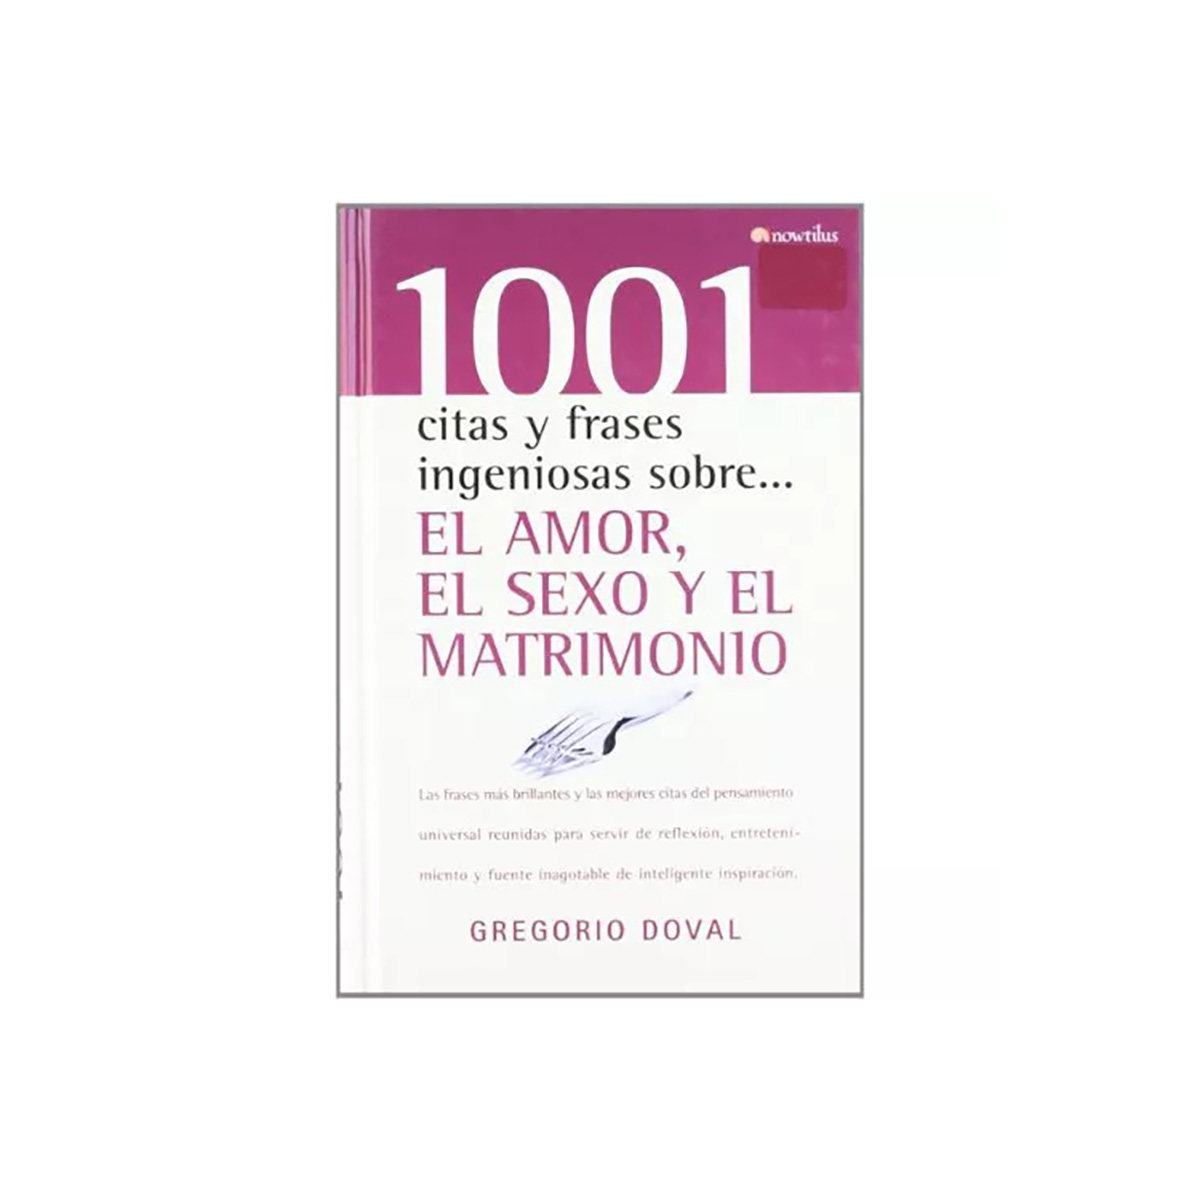 nowtilus
1001
citas y frases
ingeniosas sobre...
EL AMOR,
EL SEXO Y EL
MATRIMONIO
Las frases más brillantes y las mejores citas del pensamiento
universal reunidas para servir de reflexión, entreteni-
miento y fuente inagotable de inteligente inspiración.
GREGORIO DOVAL